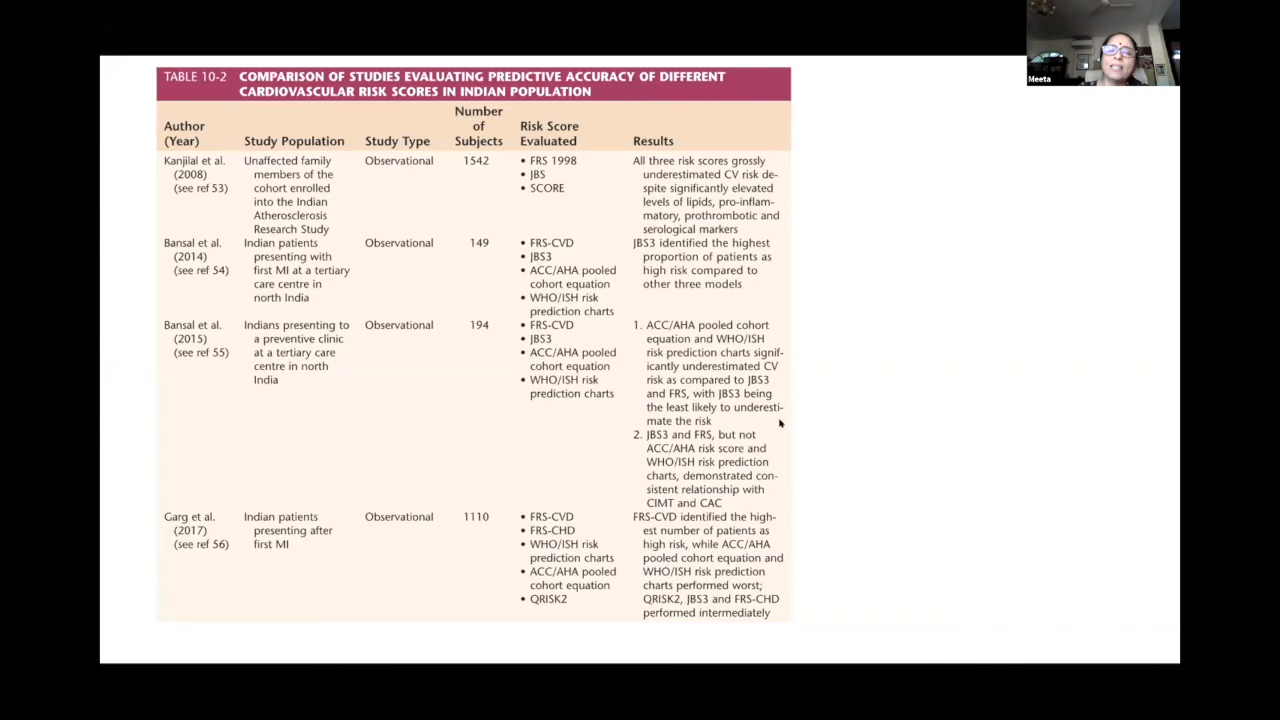 Meeta
TABLE 10-2 COMPARISON OF STUDIES EVALUATING PREDICTIVE ACCURACY OF DIFFERENT
CARDIOVASCULAR RISK SCORES IN INDIAN POPULATION
Author
(Year)
Study Population
Study Type
Number
of
Subjects
Risk Score
Evaluated
Results
Kanjilal et al.
(2008)
(see ref 53)
Unaffected family
members of the
cohort enrolled
into the Indian
Atherosclerosis
Research Study
Observational
1542
• FRS 1998
• JBS
• SCORE
All three risk scores grossly
underestimated CV risk de-
spite significantly elevated
levels of lipids, pro-inflam-
matory, prothrombotic and
serological markers
Bansal et al.
(2014)
(see ref 54)
Indian patients
presenting with
first MI at a tertiary
care centre in
north India
Observational
149
• FRS-CVD
• JBS3
• ACC/AHA pooled
cohort equation
• WHO/ISH risk
prediction charts
JBS3 identified the highest
proportion of patients as
high risk compared to
other three models
Bansal et al.
(2015)
(see ref 55)
Indians presenting to
a preventive clinic
at a tertiary care
centre in north
India
Observational
194
• FRS-CVD
• JBS3
• ACC/AHA pooled
cohort equation
• WHO/ISH risk
prediction charts
1. ACC/AHA pooled cohort
equation and WHO/ISH
risk prediction charts signif-
icantly underestimated CV
risk as compared to JBS3
and FRS, with JBS3 being
the least likely to underesti-
mate the risk
2. JBS3 and FRS, but not
ACC/AHA risk score and
WHO/ISH risk prediction
charts, demonstrated con-
sistent relationship with
CIMT and CAC
Garg et al.
(2017)
(see ref 56)
Indian patients
presenting after
first MI
Observational
1110
• FRS-CVD
• FRS-CHD
• WHO/ISH risk
prediction charts
• ACC/AHA pooled
cohort equation
• QRISK2
FRS-CVD identified the high-
est number of patients as
high risk, while ACC/AHA
pooled cohort equation and
WHO/ISH risk prediction
charts performed worst;
QRISK2, JBS3 and FRS-CHD
performed intermediately